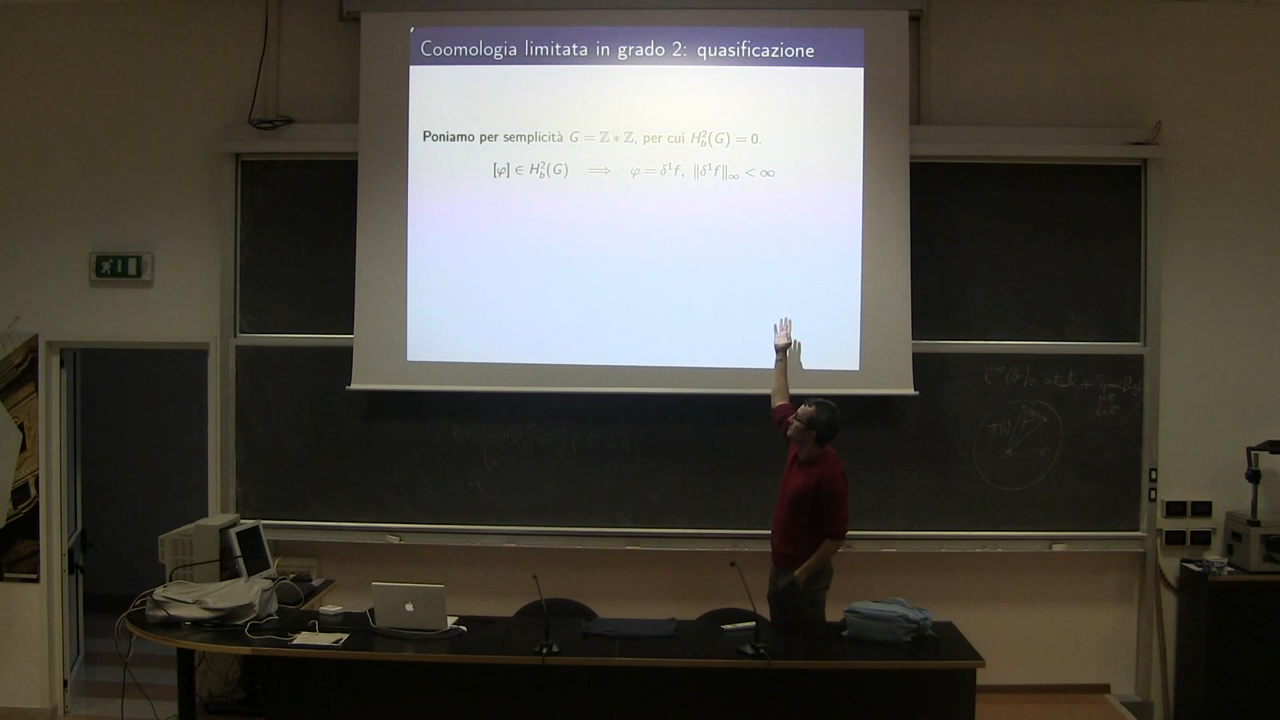 Coomologia limitata in grado 2: quasificazione
Poniamo per semplicità G = ℤ ∗ ℤ, per cui H²_b(G) = 0.
[φ] ∈ H²_b(G) ⟹ φ = δ¹f, ‖δ¹f‖_∞ < ∞